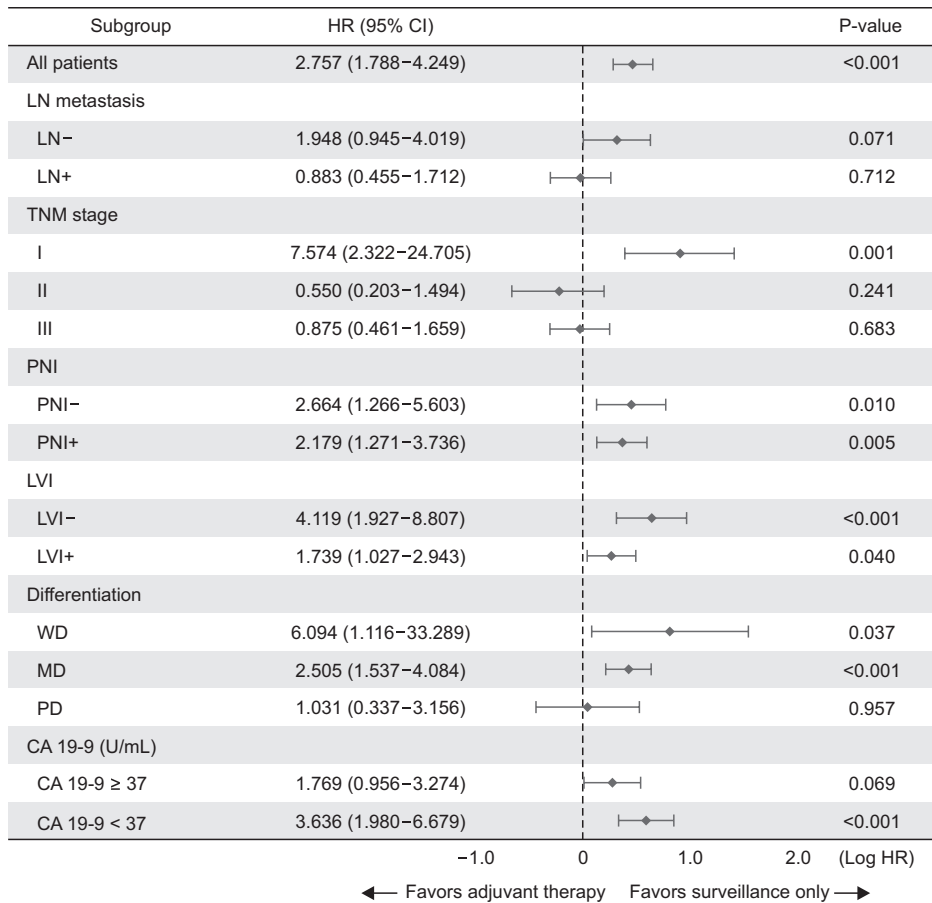 Subgroup HR (95% CI) P-value
All patients 2.757 (1.788−4.249) <0.001
LN metastasis
LN− 1.948 (0.945−4.019) 0.071
LN+ 0.883 (0.455−1.712) 0.712
TNM stage
I 7.574 (2.322−24.705) 0.001
II 0.550 (0.203−1.494) 0.241
III 0.875 (0.461−1.659) 0.683
PNI
PNI− 2.664 (1.266−5.603) 0.010
PNI+ 2.179 (1.271−3.736) 0.005
LVI
LVI− 4.119 (1.927−8.807) <0.001
LVI+ 1.739 (1.027−2.943) 0.040
Differentiation
WD 6.094 (1.116−33.289) 0.037
MD 2.505 (1.537−4.084) <0.001
PD 1.031 (0.337−3.156) 0.957
CA 19-9 (U/mL)
CA 19-9 ≥ 37 1.769 (0.956−3.274) 0.069
CA 19-9 < 37 3.636 (1.980−6.679) <0.001
−1.0 0 1.0 2.0 (Log HR)
Favors adjuvant therapy Favors surveillance only